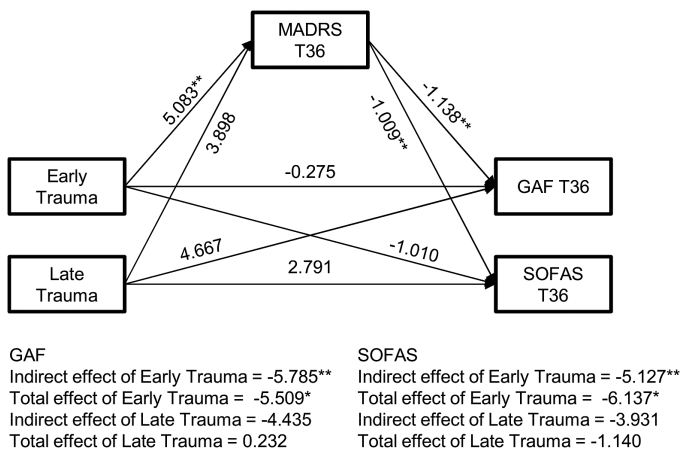 MADRS
T36
5.083**
3.898
-1.138**
-1.009**
Early
Trauma
-0.275
GAF T36
4.667
-1.010
Late
Trauma
2.791
SOFAS
T36
GAF
Indirect effect of Early Trauma = -5.785**
Total effect of Early Trauma = -5.509*
Indirect effect of Late Trauma = -4.435
Total effect of Late Trauma = 0.232
SOFAS
Indirect effect of Early Trauma = -5.127**
Total effect of Early Trauma = -6.137*
Indirect effect of Late Trauma = -3.931
Total effect of Late Trauma = -1.140